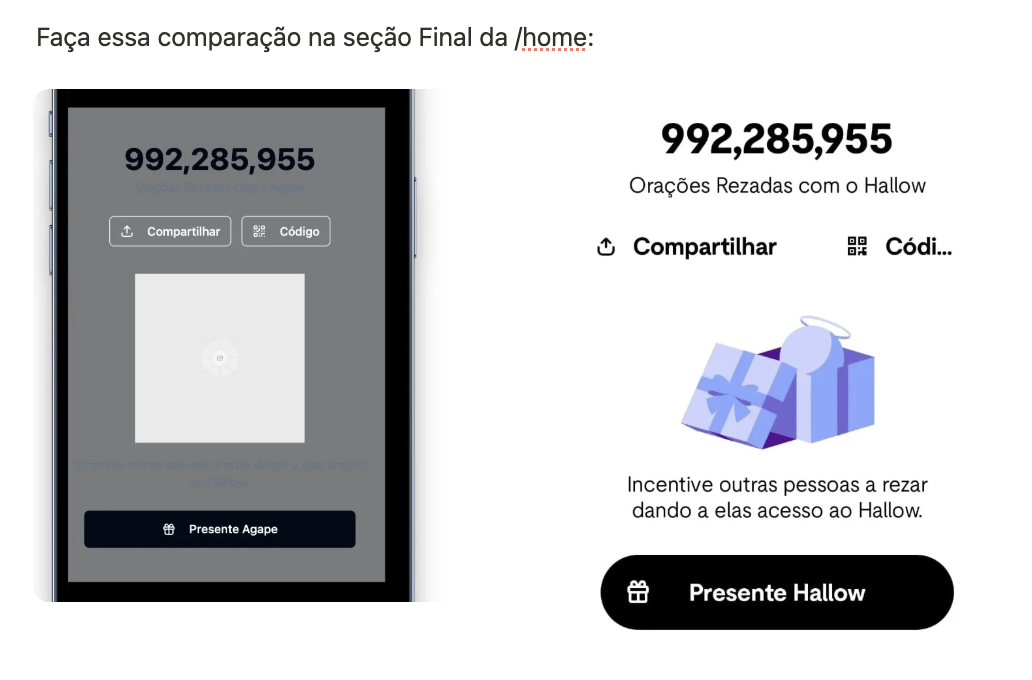 Faça essa comparação na seção Final da /home:
992,285,955
Orações Rezadas com a Agape
Compartilhar
Código
Incentive outras pessoas a rezar dando a elas acesso
ao Hallow.
Presente Agape
992,285,955
Orações Rezadas com o Hallow
Compartilhar
Códi...
Incentive outras pessoas a rezar
dando a elas acesso ao Hallow.
Presente Hallow